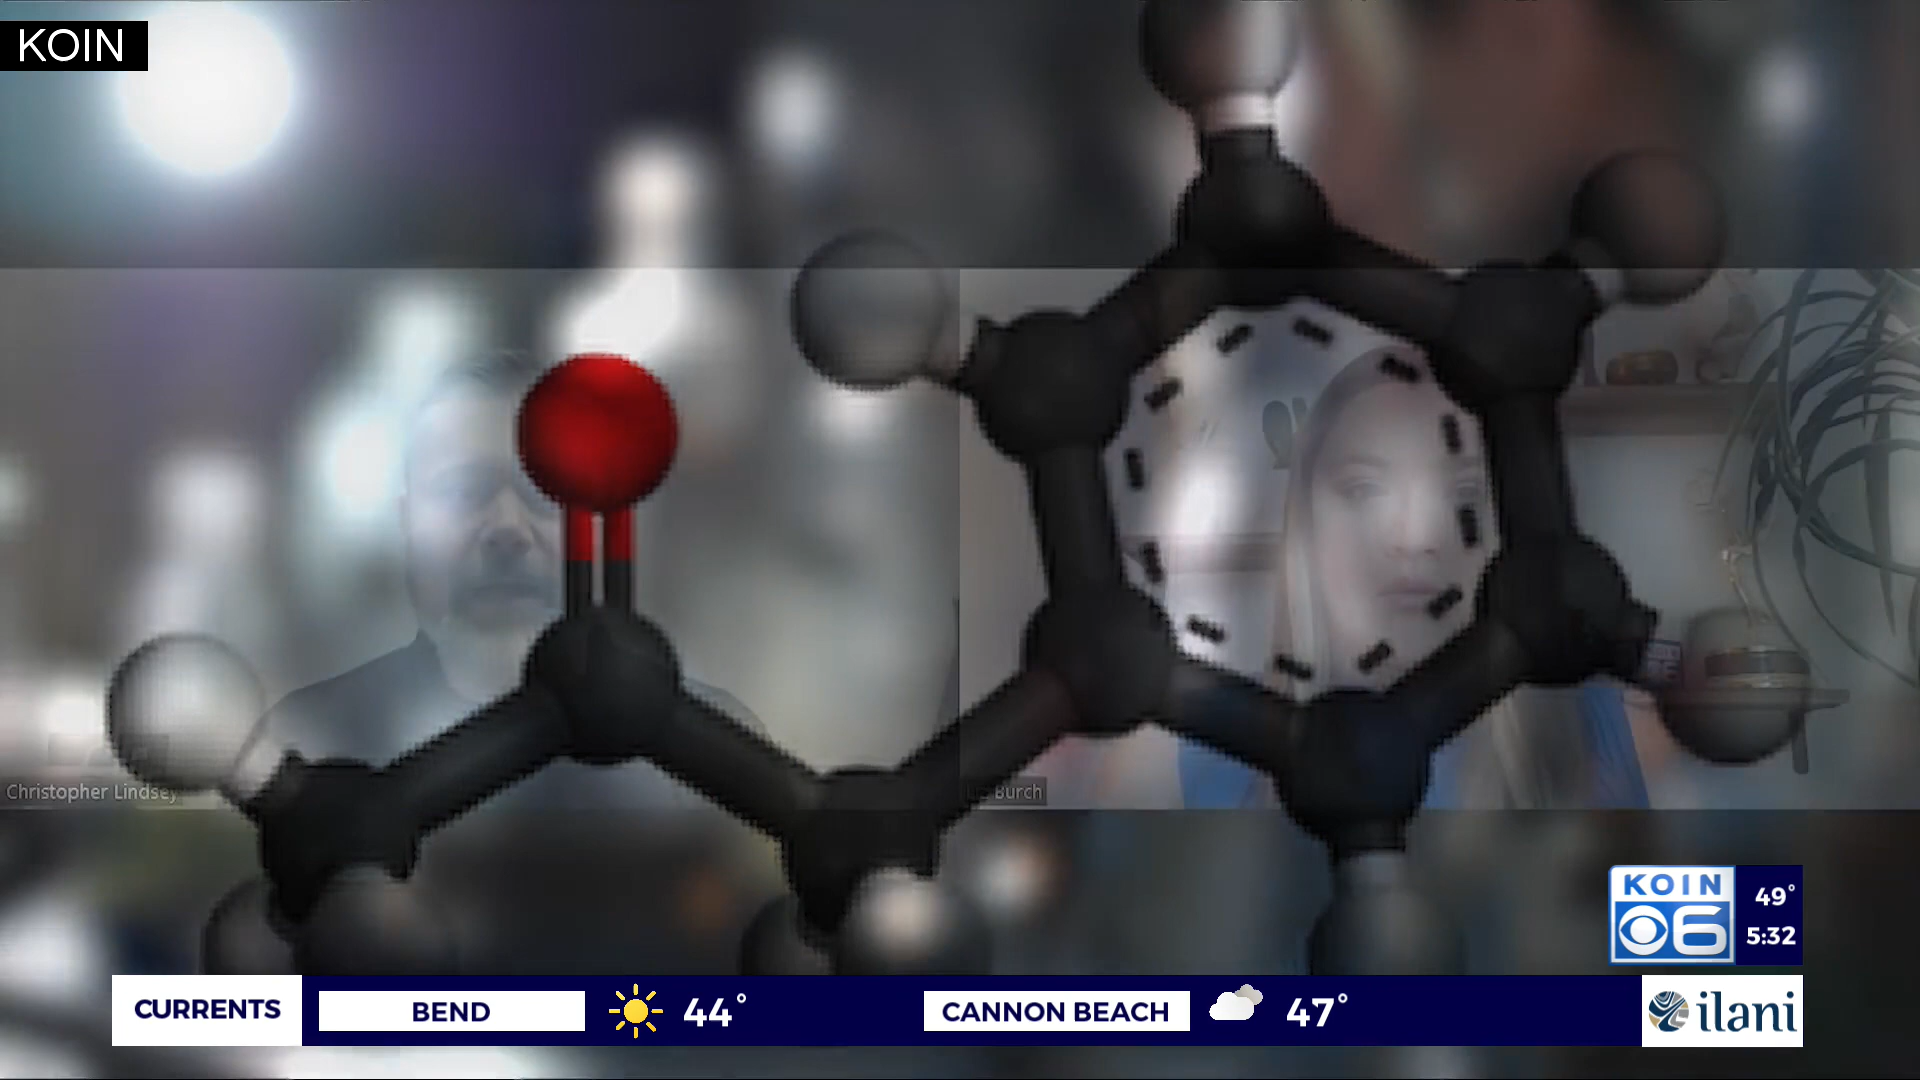 KOIN
Christopher Lindsey
Burch
KOIN
6
49°
5:32
CURRENTS
BEND
44°
CANNON BEACH
47°
ilani